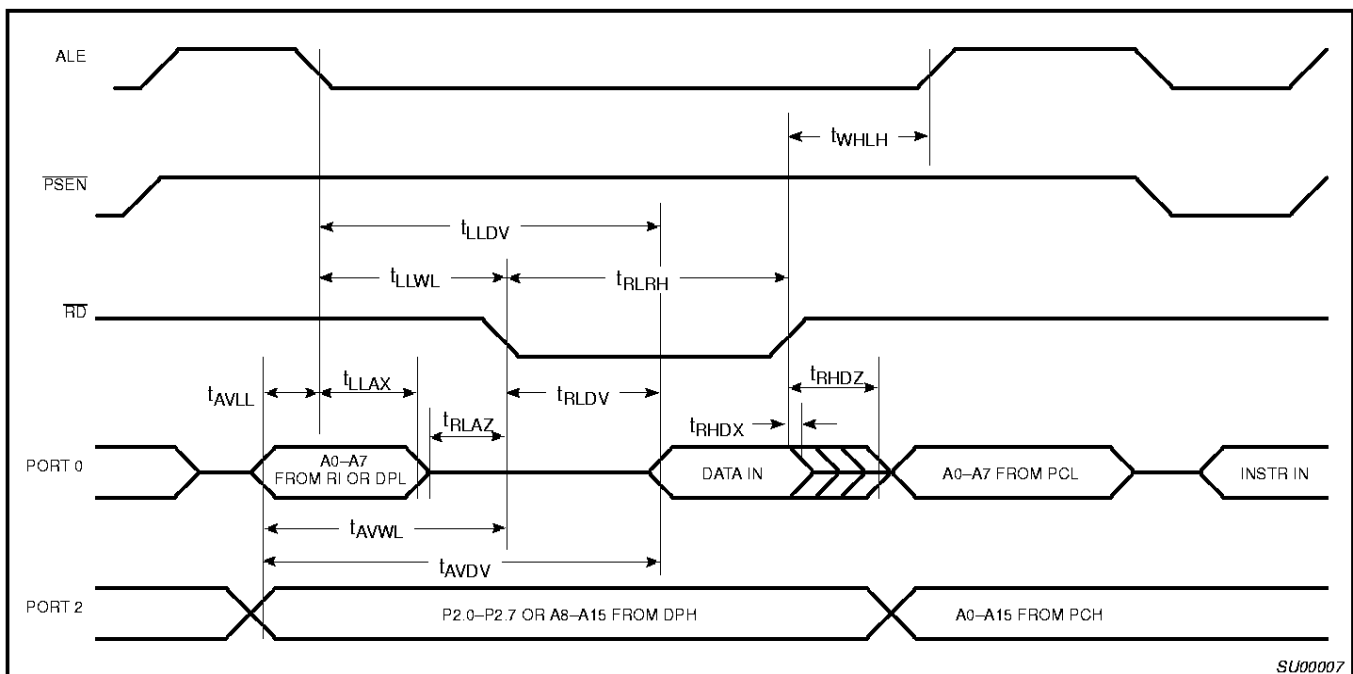 ALE
tWHLH
PSEN
tLLDV
tLLWL
tRLRH
RD
tAVLL
tLLAX
tRLDV
tRHDZ
tRLAZ
tRHDX
PORT 0
A0–A7
FROM RI OR DPL
DATA IN
A0–A7 FROM PCL
INSTR IN
tAVWL
tAVDV
PORT 2
P2.0–P2.7 OR A8–A15 FROM DPH
A0–A15 FROM PCH
SU00007